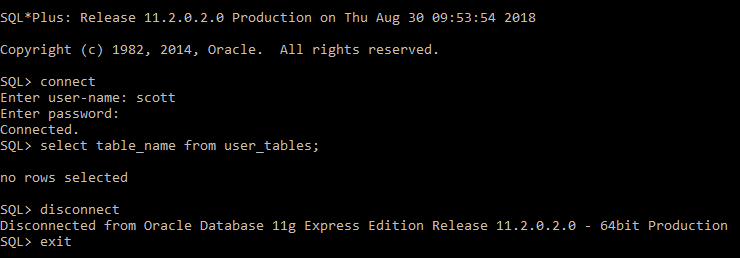 SQL*Plus: Release 11.2.0.2.0 Production on Thu Aug 30 09:53:54 2018
Copyright (c) 1982, 2014, Oracle.  All rights reserved.
SQL> connect
Enter user-name: scott
Enter password:
Connected.
SQL> select table_name from user_tables;
no rows selected
SQL> disconnect
Disconnected from Oracle Database 11g Express Edition Release 11.2.0.2.0 - 64bit Production
SQL> exit